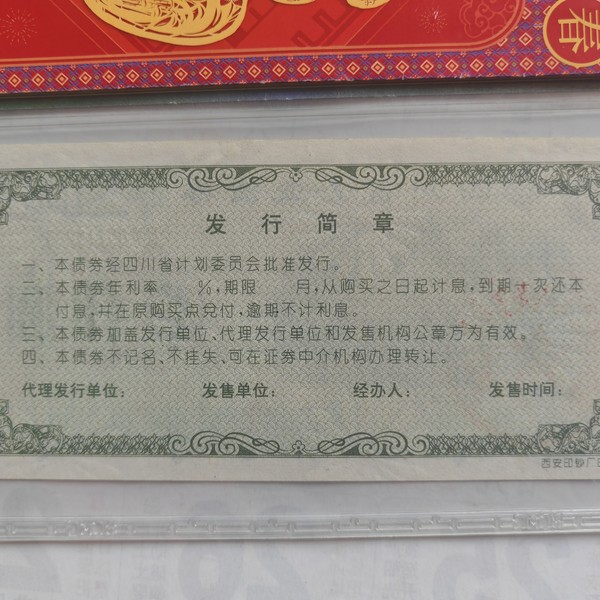 春
发行简章
一、本债券经四川省计划委员会批准发行。
二、本债券年利率　　%，期限　　月，从购买之日起计息，到期一次还本
付息，并在原购买点兑付，逾期不计利息。
三、本债券加盖发行单位、代理发行单位和发售机构公章方为有效。
四、本债券不记名、不挂失、可在证券中介机构办理转让。
代理发行单位：　　发售单位：　　经办人：　　发售时间：
西安印钞厂